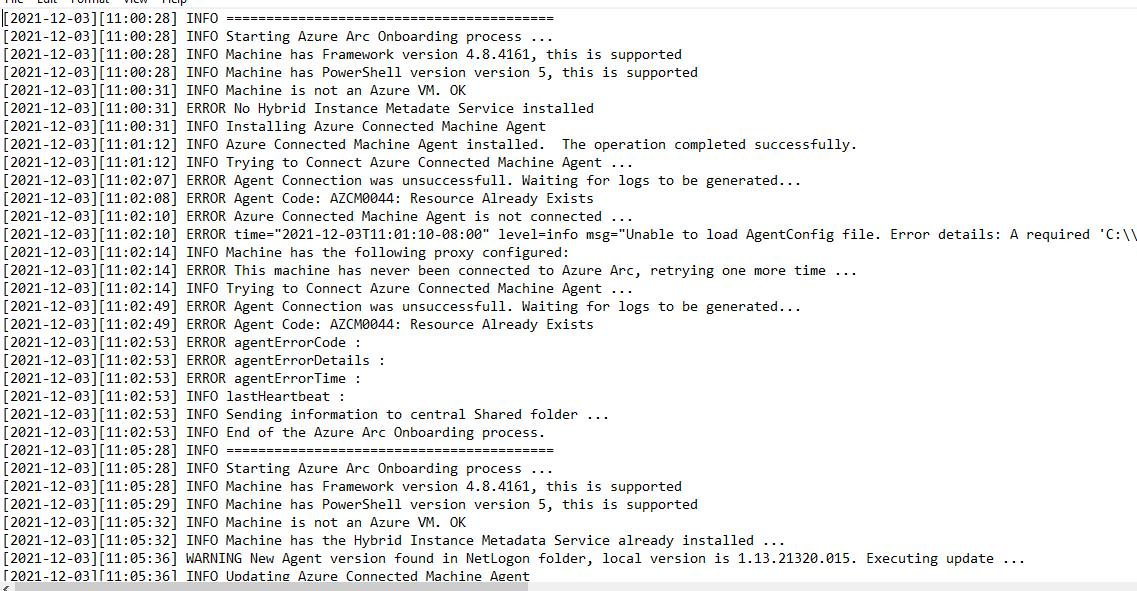 File Edit Format View Help
[2021-12-03][11:00:28] INFO =========================================
[2021-12-03][11:00:28] INFO Starting Azure Arc Onboarding process ...
[2021-12-03][11:00:28] INFO Machine has Framework version 4.8.4161, this is supported
[2021-12-03][11:00:28] INFO Machine has PowerShell version version 5, this is supported
[2021-12-03][11:00:31] INFO Machine is not an Azure VM. OK
[2021-12-03][11:00:31] ERROR No Hybrid Instance Metadate Service installed
[2021-12-03][11:00:31] INFO Installing Azure Connected Machine Agent
[2021-12-03][11:01:12] INFO Azure Connected Machine Agent installed.  The operation completed successfully.
[2021-12-03][11:01:12] INFO Trying to Connect Azure Connected Machine Agent ...
[2021-12-03][11:02:07] ERROR Agent Connection was unsuccessfull. Waiting for logs to be generated...
[2021-12-03][11:02:08] ERROR Agent Code: AZCM0044: Resource Already Exists
[2021-12-03][11:02:10] ERROR Azure Connected Machine Agent is not connected ...
[2021-12-03][11:02:10] ERROR time="2021-12-03T11:01:10-08:00" level=info msg="Unable to load AgentConfig file. Error details: A required 'C:\\
[2021-12-03][11:02:14] INFO Machine has the following proxy configured:
[2021-12-03][11:02:14] ERROR This machine has never been connected to Azure Arc, retrying one more time ...
[2021-12-03][11:02:14] INFO Trying to Connect Azure Connected Machine Agent ...
[2021-12-03][11:02:49] ERROR Agent Connection was unsuccessfull. Waiting for logs to be generated...
[2021-12-03][11:02:49] ERROR Agent Code: AZCM0044: Resource Already Exists
[2021-12-03][11:02:53] ERROR agentErrorCode :
[2021-12-03][11:02:53] ERROR agentErrorDetails :
[2021-12-03][11:02:53] ERROR agentErrorTime :
[2021-12-03][11:02:53] INFO lastHeartbeat :
[2021-12-03][11:02:53] INFO Sending information to central Shared folder ...
[2021-12-03][11:02:53] INFO End of the Azure Arc Onboarding process.
[2021-12-03][11:05:28] INFO =========================================
[2021-12-03][11:05:28] INFO Starting Azure Arc Onboarding process ...
[2021-12-03][11:05:28] INFO Machine has Framework version 4.8.4161, this is supported
[2021-12-03][11:05:29] INFO Machine has PowerShell version version 5, this is supported
[2021-12-03][11:05:32] INFO Machine is not an Azure VM. OK
[2021-12-03][11:05:32] INFO Machine has the Hybrid Instance Metadata Service already installed ...
[2021-12-03][11:05:36] WARNING New Agent version found in NetLogon folder, local version is 1.13.21320.015. Executing update ...
[2021-12-03][11:05:36] INFO Updating Azure Connected Machine Agent